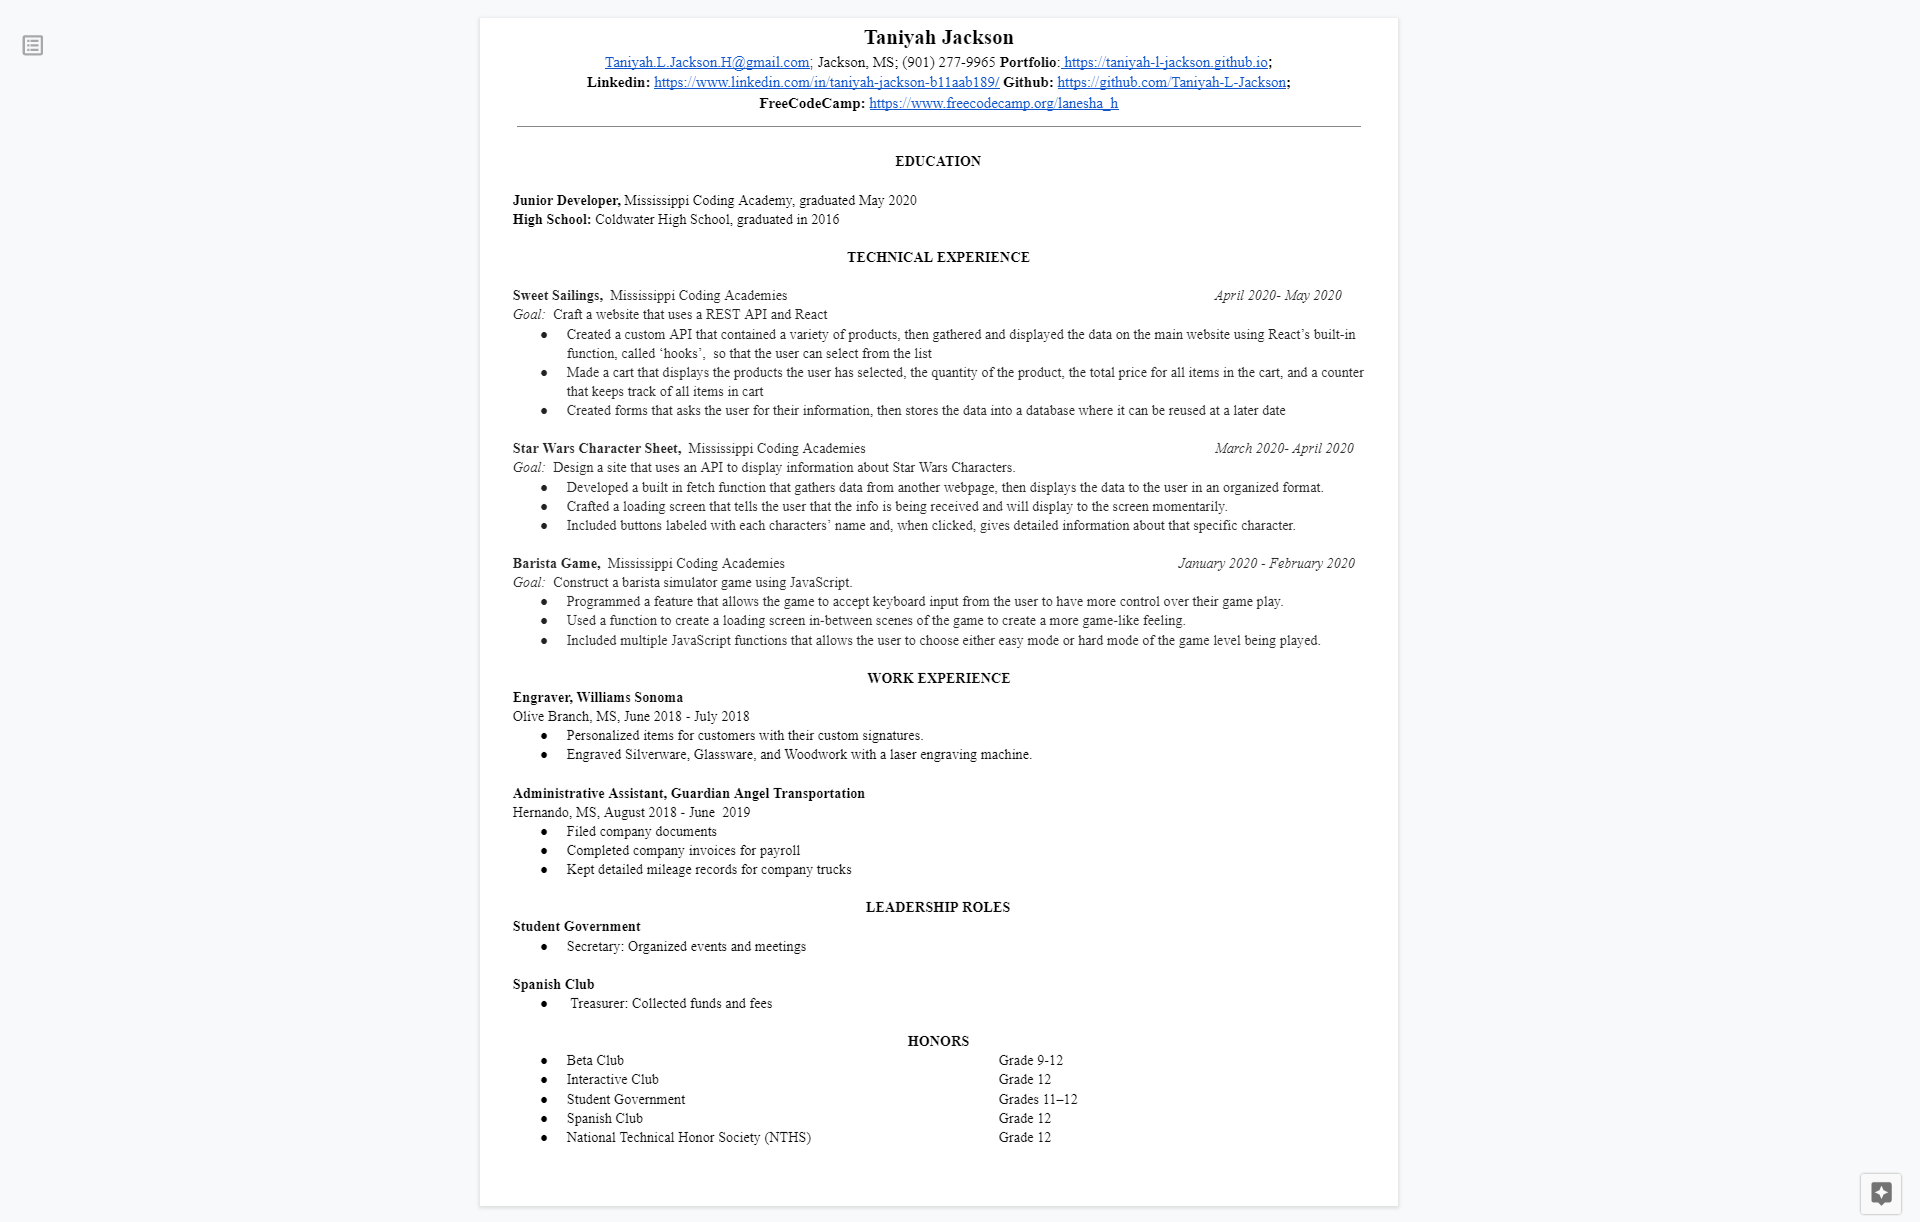 Taniyah Jackson
Taniyah.L.Jackson.H@gmail.com; Jackson, MS; (901) 277-9965 Portfolio: https://taniyah-l-jackson.github.io;
Linkedin: https://www.linkedin.com/in/taniyah-jackson-b11aab189/ Github: https://github.com/Taniyah-L-Jackson;
FreeCodeCamp: https://www.freecodecamp.org/lanesha_h
EDUCATION
Junior Developer, Mississippi Coding Academy, graduated May 2020
High School: Coldwater High School, graduated in 2016
TECHNICAL EXPERIENCE
Sweet Sailings,  Mississippi Coding Academies April 2020- May 2020
Goal:  Craft a website that uses a REST API and React
● Created a custom API that contained a variety of products, then gathered and displayed the data on the main website using React’s built-in
function, called ‘hooks’,  so that the user can select from the list
● Made a cart that displays the products the user has selected, the quantity of the product, the total price for all items in the cart, and a counter
that keeps track of all items in cart
● Created forms that asks the user for their information, then stores the data into a database where it can be reused at a later date
Star Wars Character Sheet,  Mississippi Coding Academies March 2020- April 2020
Goal:  Design a site that uses an API to display information about Star Wars Characters.
● Developed a built in fetch function that gathers data from another webpage, then displays the data to the user in an organized format.
● Crafted a loading screen that tells the user that the info is being received and will display to the screen momentarily.
● Included buttons labeled with each characters’ name and, when clicked, gives detailed information about that specific character.
Barista Game,  Mississippi Coding Academies January 2020 - February 2020
Goal:  Construct a barista simulator game using JavaScript.
● Programmed a feature that allows the game to accept keyboard input from the user to have more control over their game play.
● Used a function to create a loading screen in-between scenes of the game to create a more game-like feeling.
● Included multiple JavaScript functions that allows the user to choose either easy mode or hard mode of the game level being played.
WORK EXPERIENCE
Engraver, Williams Sonoma
Olive Branch, MS, June 2018 - July 2018
● Personalized items for customers with their custom signatures.
● Engraved Silverware, Glassware, and Woodwork with a laser engraving machine.
Administrative Assistant, Guardian Angel Transportation
Hernando, MS, August 2018 - June  2019
● Filed company documents
● Completed company invoices for payroll
● Kept detailed mileage records for company trucks
LEADERSHIP ROLES
Student Government
● Secretary: Organized events and meetings
Spanish Club
● Treasurer: Collected funds and fees
HONORS
● Beta Club Grade 9-12
● Interactive Club Grade 12
● Student Government Grades 11–12
● Spanish Club Grade 12
● National Technical Honor Society (NTHS) Grade 12